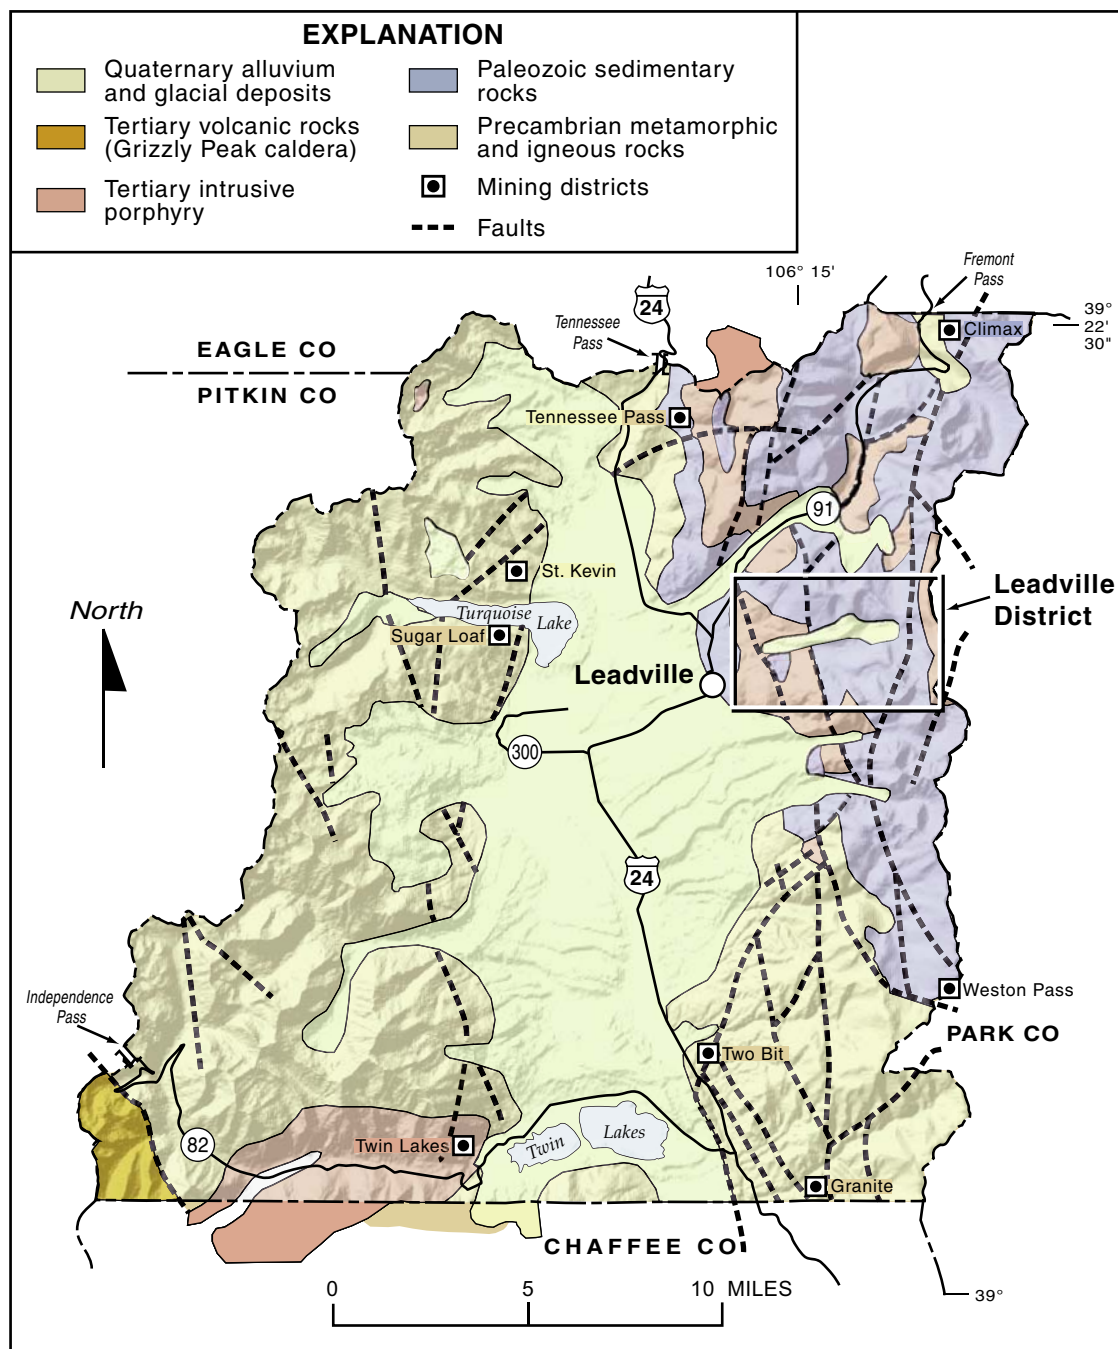 EXPLANATION
Quaternary alluvium
and glacial deposits
Tertiary volcanic rocks
(Grizzly Peak caldera)
Tertiary intrusive
porphyry
Paleozoic sedimentary
rocks
Precambrian metamorphic
and igneous rocks
Mining districts
Faults
106° 15'
Fremont
Pass
39°
22'
30"
24
Tennessee
Pass
Climax
EAGLE CO
PITKIN CO
Tennessee Pass
91
St. Kevin
Leadville
District
North
Turquoise
Lake
Sugar Loaf
Leadville
300
24
Independence
Pass
Weston Pass
PARK CO
Two Bit
82
Twin Lakes
Twin
Lakes
Granite
CHAFFEE CO
0
5
10 MILES
39°